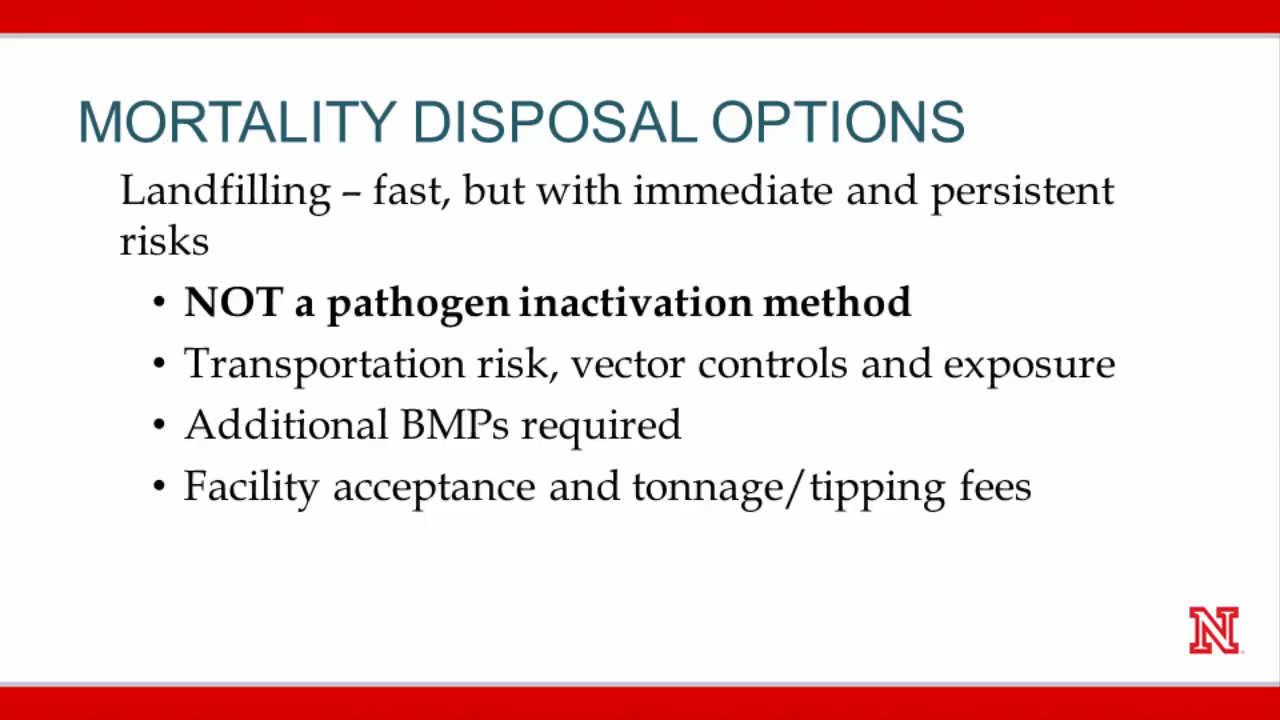 MORTALITY DISPOSAL OPTIONS
Landfilling – fast, but with immediate and persistent
risks
• NOT a pathogen inactivation method
• Transportation risk, vector controls and exposure
• Additional BMPs required
• Facility acceptance and tonnage/tipping fees
N